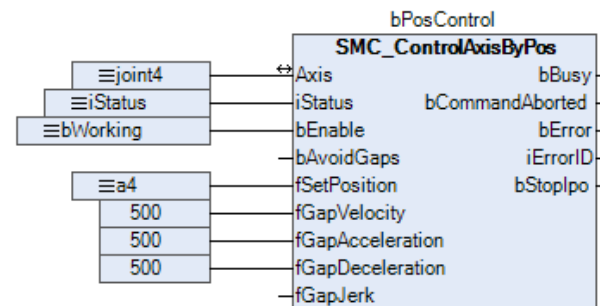 bPosControl
SMC_ControlAxisByPos
joint4 Axis bBusy
iStatus iStatus bCommandAborted
bWorking bEnable bError
bAvoidGaps iErrorID
a4 fSetPosition bStopIpo
500 fGapVelocity
500 fGapAcceleration
500 fGapDeceleration
fGapJerk